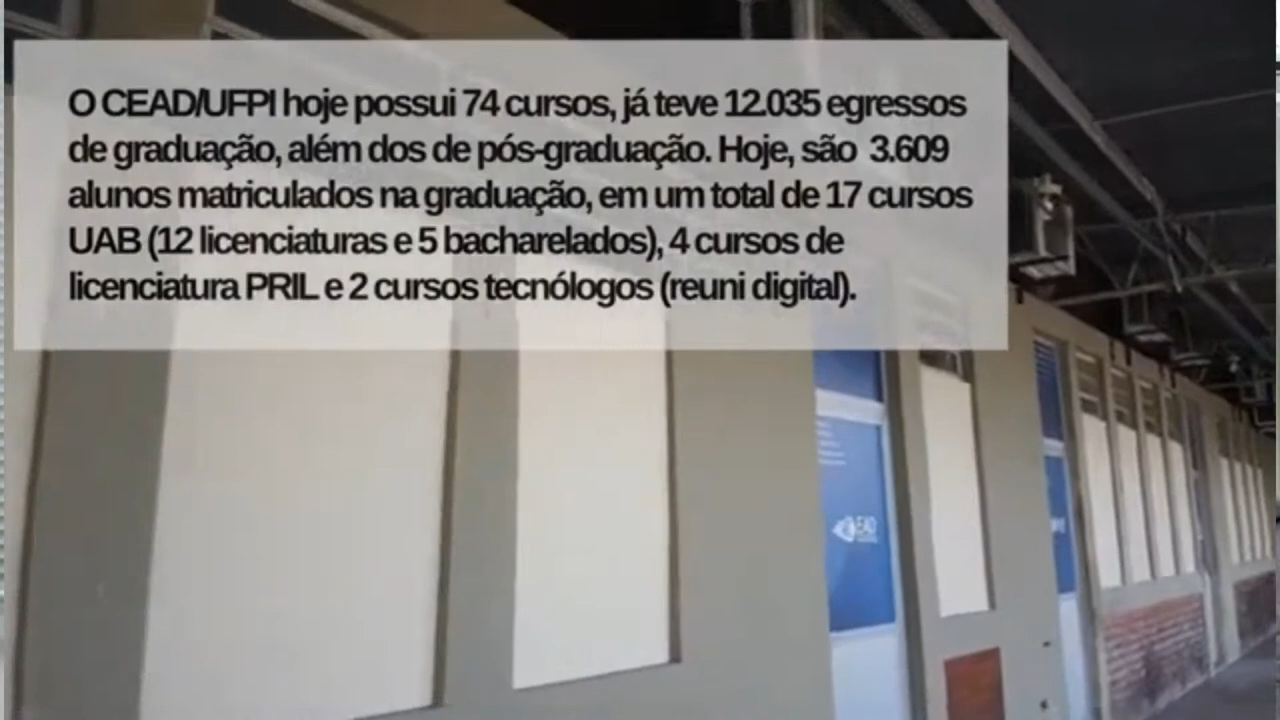 O CEAD/UFPI hoje possui 74 cursos, já teve 12.035 egressos
de graduação, além dos de pós-graduação. Hoje, são 3.609
alunos matriculados na graduação, em um total de 17 cursos
UAB (12 licenciaturas e 5 bacharelados), 4 cursos de
licenciatura PRIL e 2 cursos tecnólogos (reuni digital).
EAD